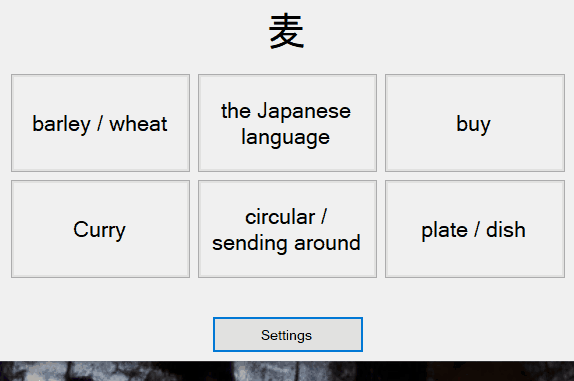 麦
barley / wheat
the Japanese
language
buy
Curry
circular /
sending around
plate / dish
Settings